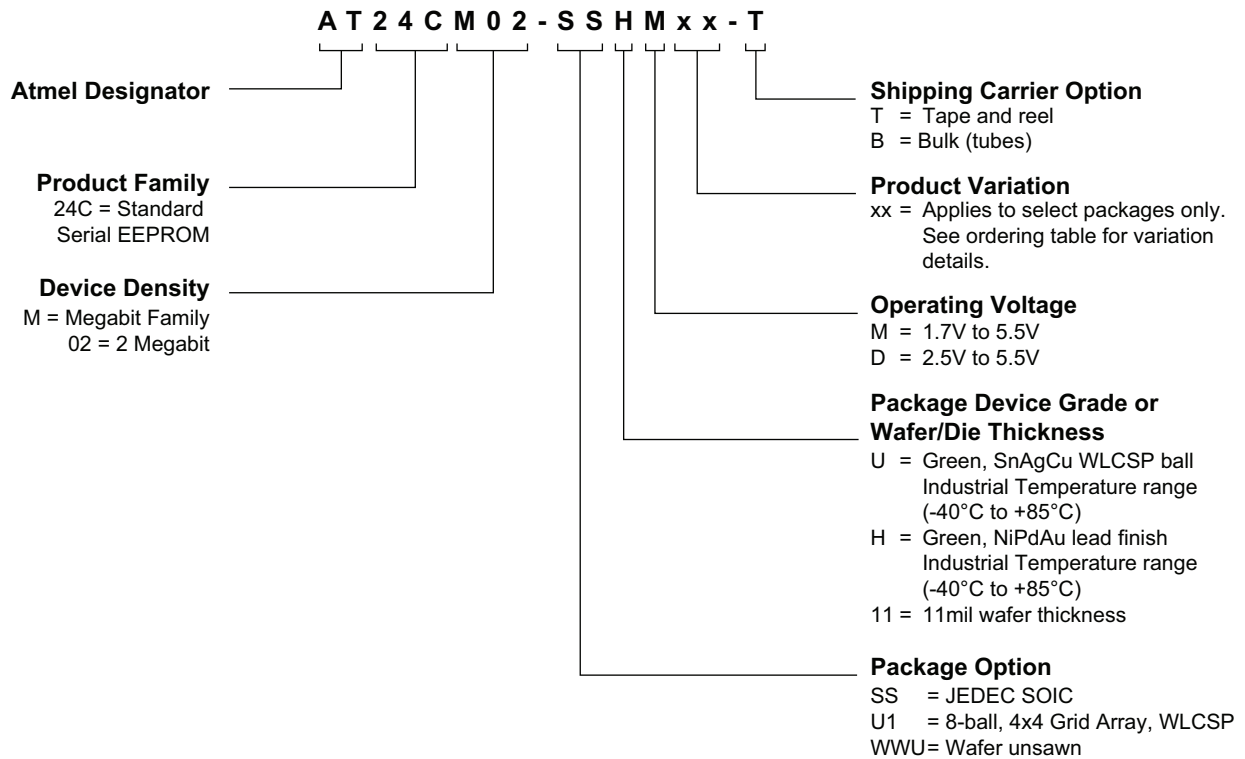 AT24CM02-SSHMxx-T
Atmel Designator
Product Family
24C = Standard
Serial EEPROM
Device Density
M = Megabit Family
02 = 2 Megabit
Shipping Carrier Option
T = Tape and reel
B = Bulk (tubes)
Product Variation
xx = Applies to select packages only.
See ordering table for variation
details.
Operating Voltage
M = 1.7V to 5.5V
D = 2.5V to 5.5V
Package Device Grade or
Wafer/Die Thickness
U = Green, SnAgCu WLCSP ball
Industrial Temperature range
(-40°C to +85°C)
H = Green, NiPdAu lead finish
Industrial Temperature range
(-40°C to +85°C)
11 = 11mil wafer thickness
Package Option
SS = JEDEC SOIC
U1 = 8-ball, 4x4 Grid Array, WLCSP
WWU= Wafer unsawn